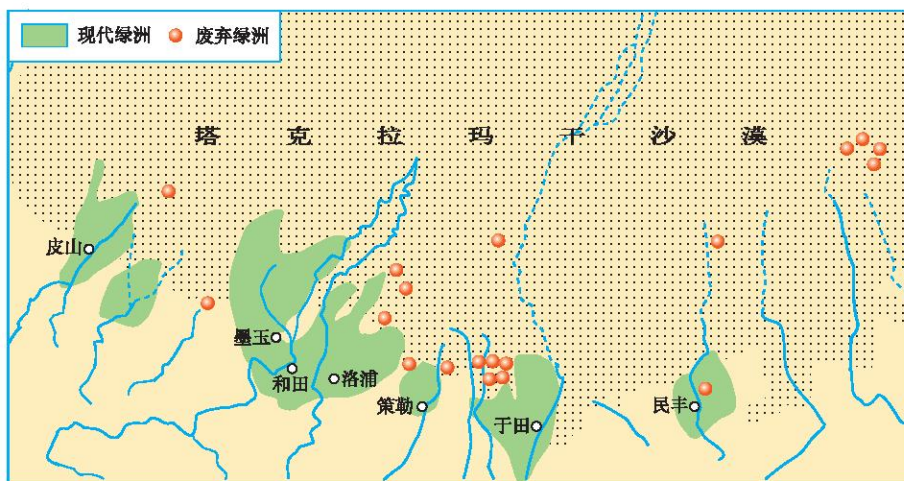 现代绿洲 废弃绿洲
塔克拉玛干沙漠
皮山
墨玉
和田
洛浦
策勒
于田
民丰